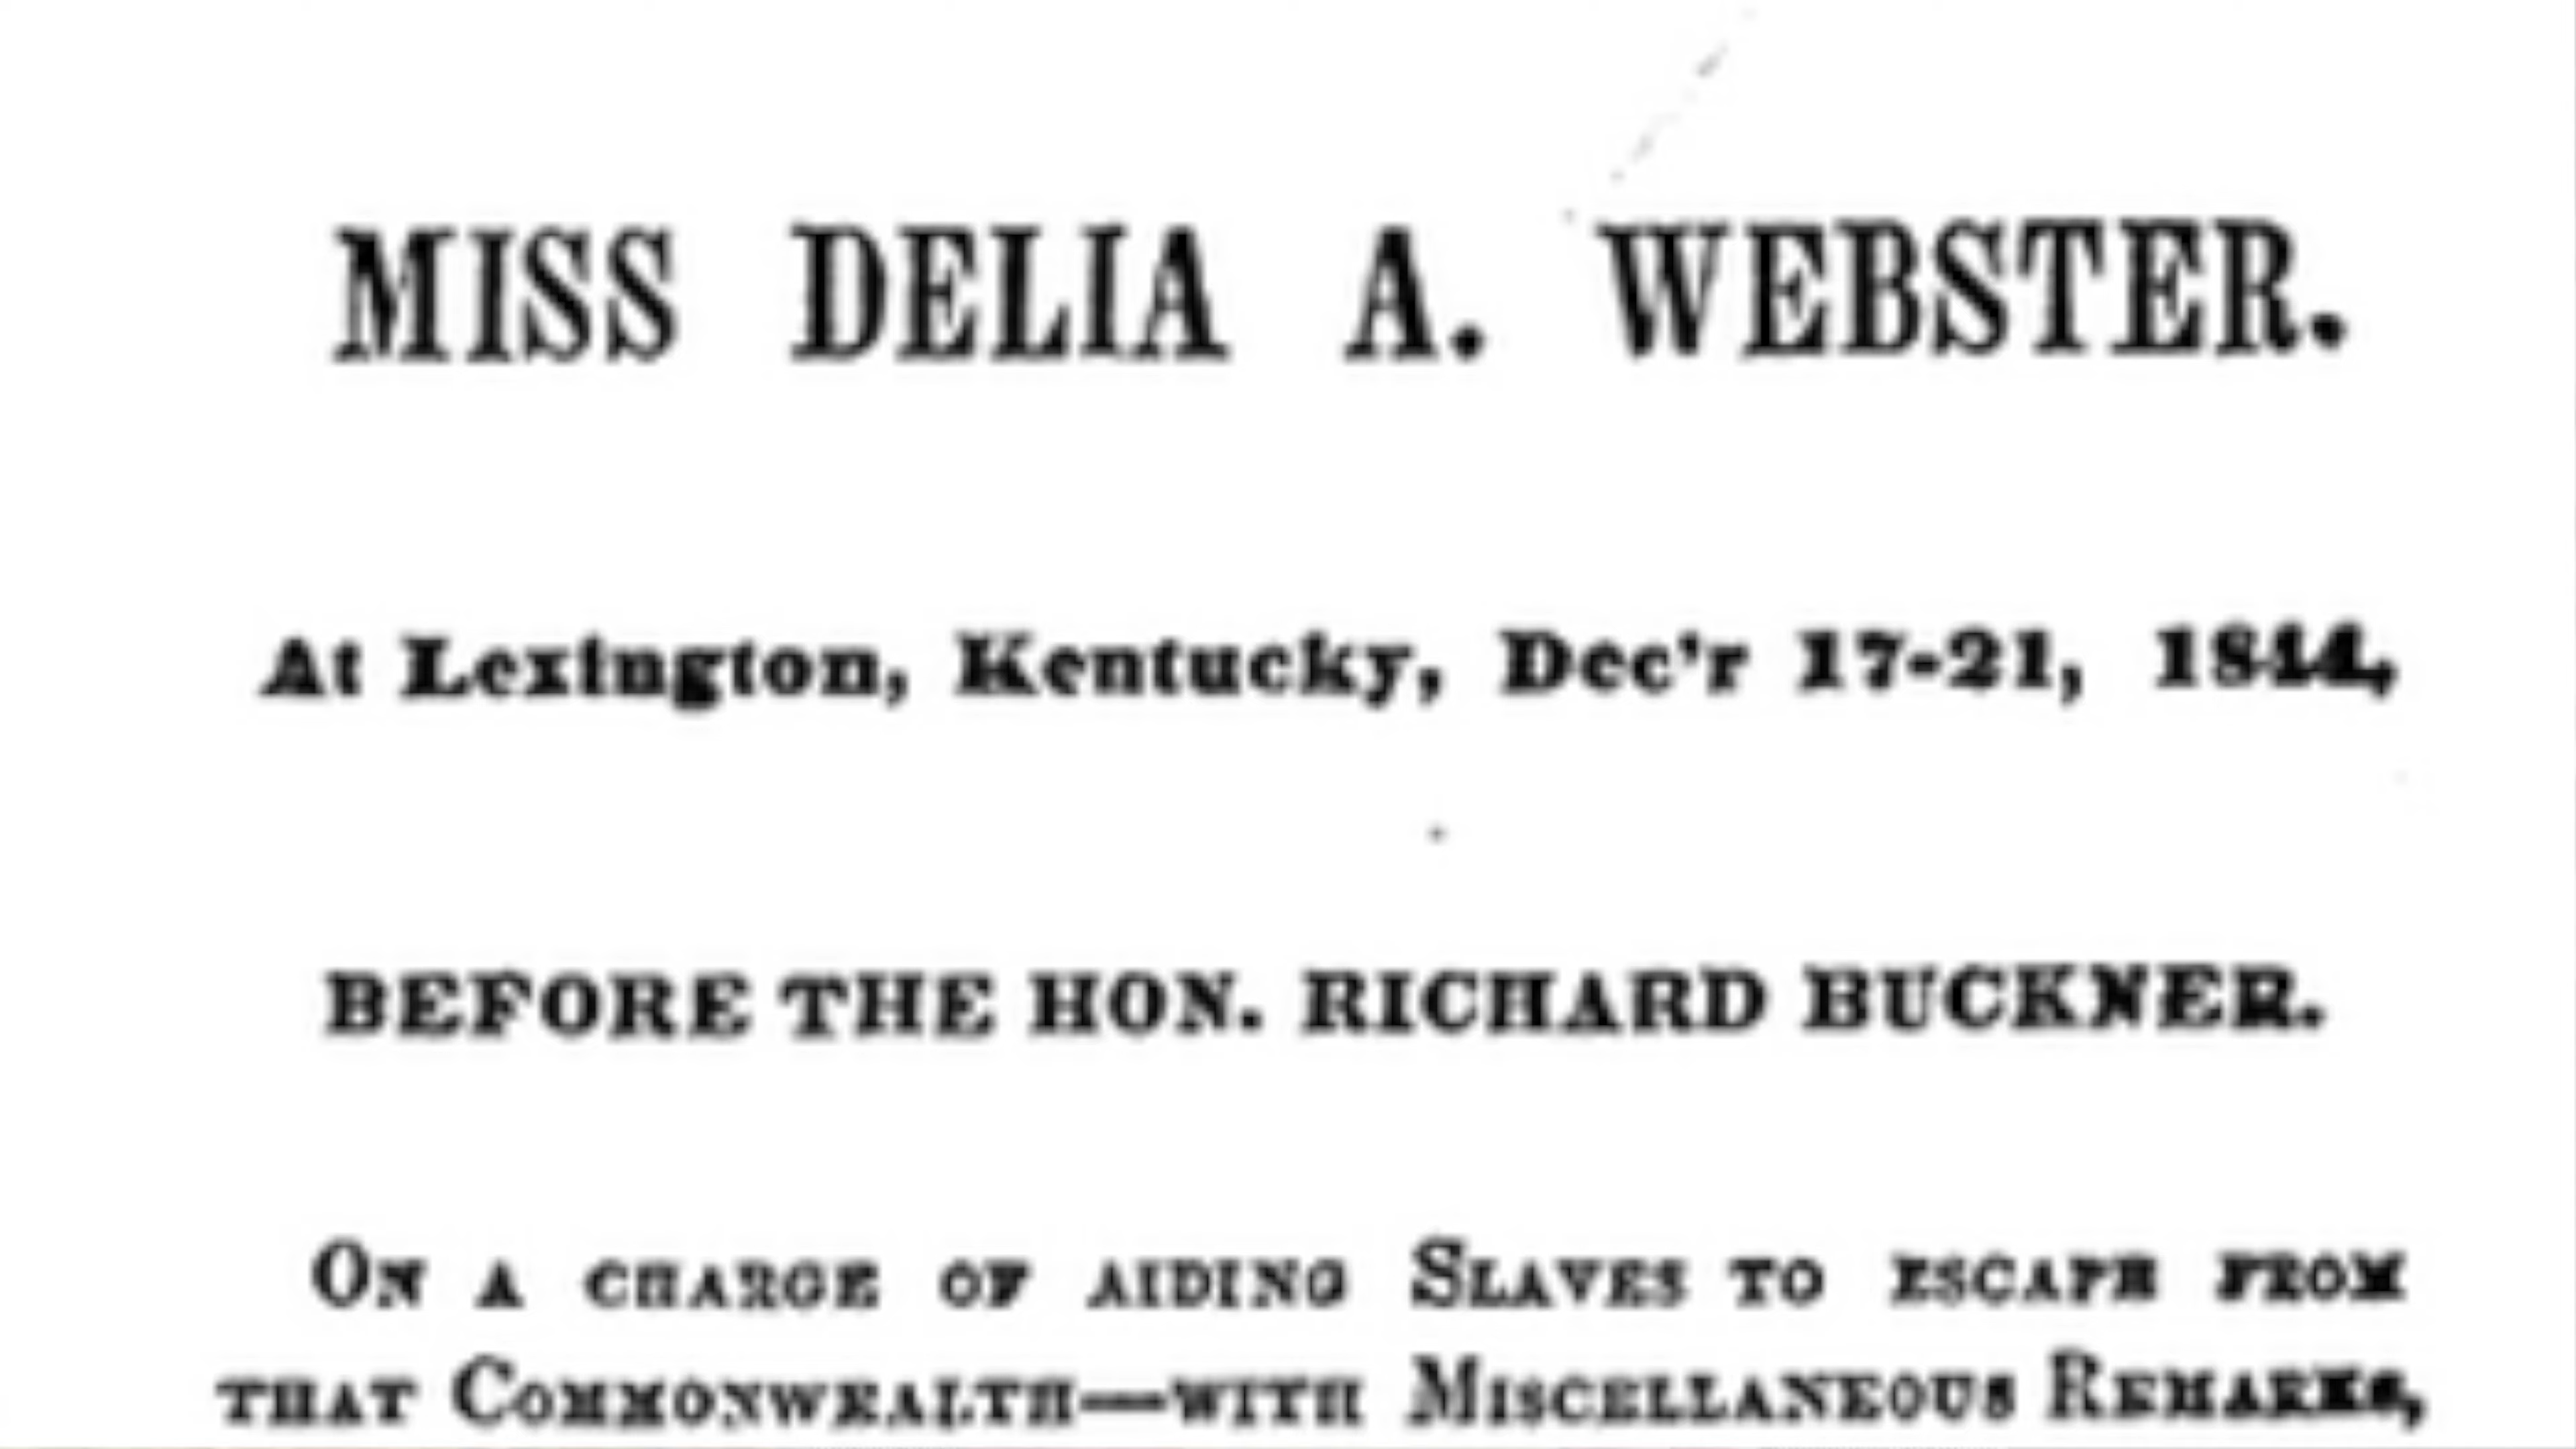 MISS DELIA A. WEBSTER.
At Lexington, Kentucky, Dec'r 17-21, 1844,
BEFORE THE HON. RICHARD BUCKNER.
ON A CHARGE OF AIDING SLAVES TO ESCAPE FROM
THAT COMMONWEALTH—WITH MISCELLANEOUS REMARKS,